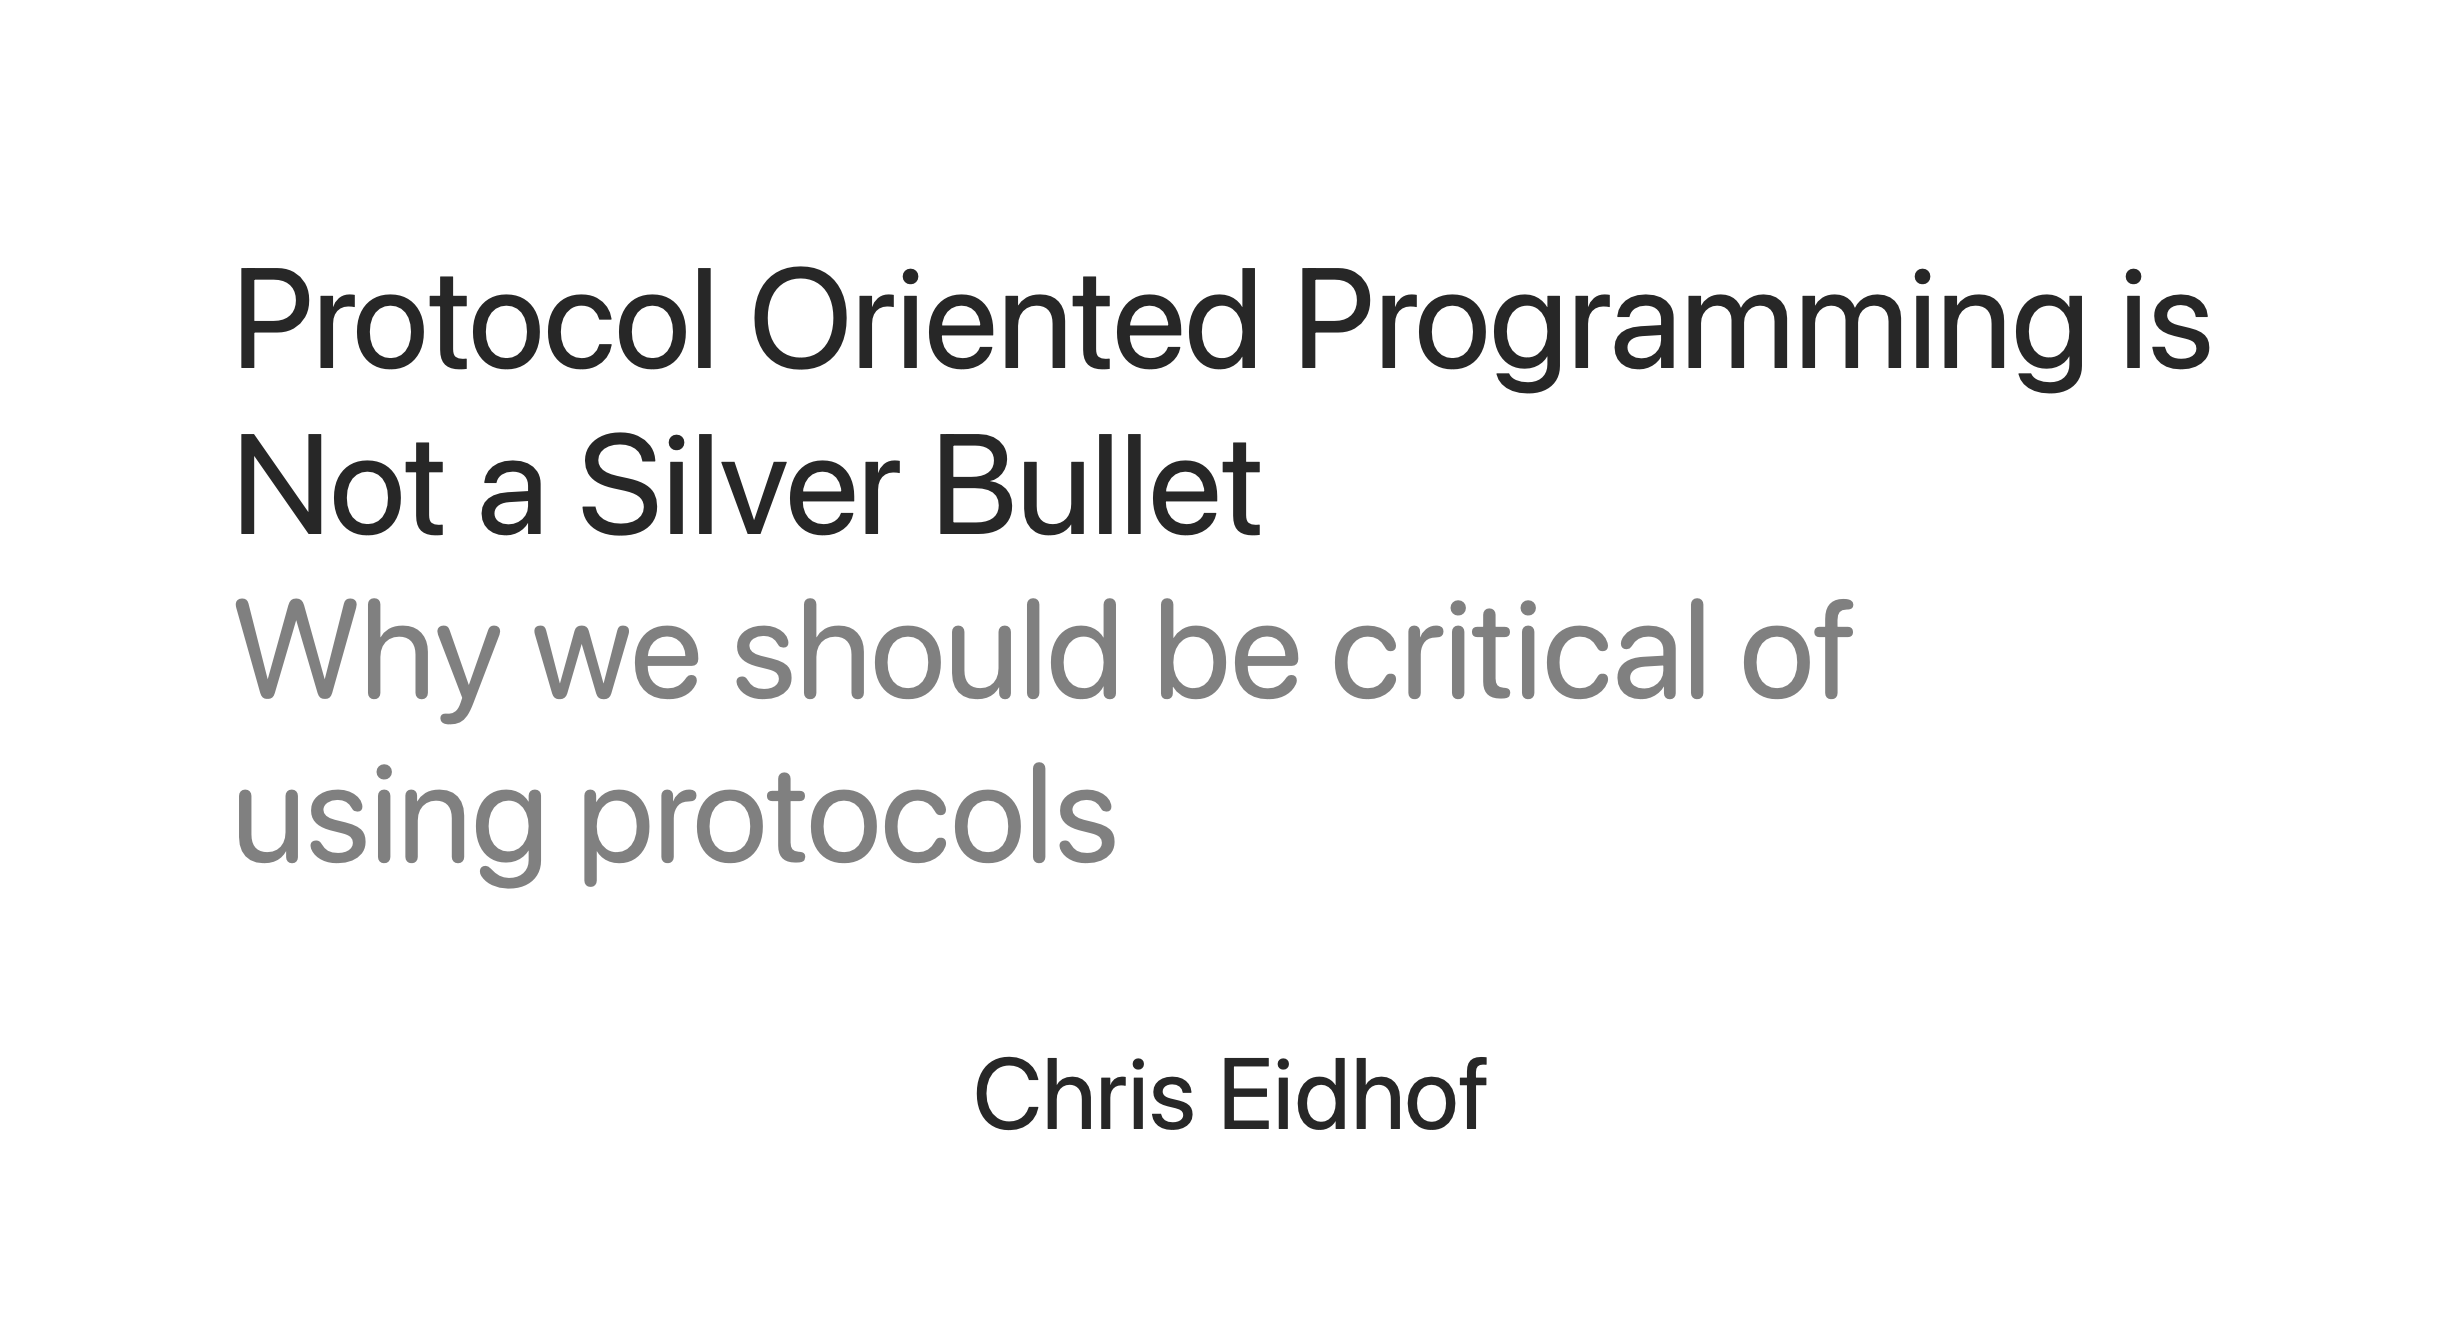 Protocol Oriented Programming is
Not a Silver Bullet
Why we should be critical of
using protocols
Chris Eidhof